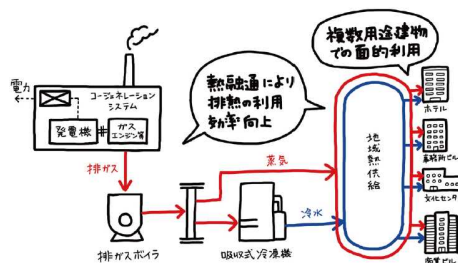 複数用途建物
での面的利用
熱融通により
排熱の利用
効率向上
電力
コージェネレーション
システム
発電機
ガス
エンジン等
排ガス
蒸気
冷水
排ガスボイラ
吸収式冷凍機
地域熱供給
ホテル
事務所ビル
文化センター
商業ビル